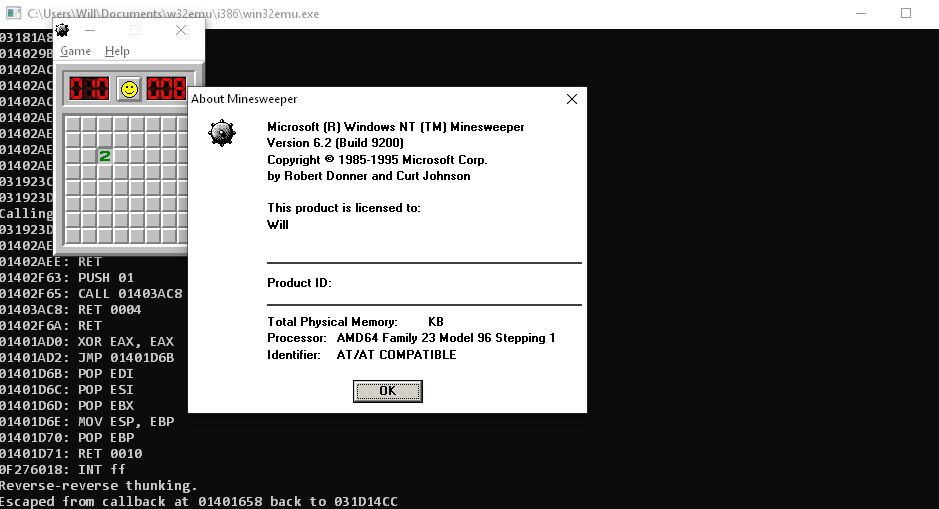 C:\Users\Will\Documents\w32emu\i386\win32emu.exe
03181A8
014029B
01402AC
01402AC
01402AC
01402AE
01402AE
01402AE
01402AE
031923C
031923D
Calling
031923D
01402AE
Game Help
010 008
2
01402AEE: RET
01402F63: PUSH 01
01402F65: CALL 01403AC8
01403AC8: RET 0004
01402F6A: RET
01401AD0: XOR EAX, EAX
01401AD2: JMP 01401D6B
01401D6B: POP EDI
01401D6C: POP ESI
01401D6D: POP EBX
01401D6E: MOV ESP, EBP
01401D70: POP EBP
01401D71: RET 0010
0F276018: INT ff
Reverse-reverse thunking.
Escaped from callback at 01401658 back to 031D14CC
About Minesweeper
Microsoft (R) Windows NT (TM) Minesweeper
Version 6.2 (Build 9200)
Copyright © 1985-1995 Microsoft Corp.
by Robert Donner and Curt Johnson
This product is licensed to:
Will
Product ID:
Total Physical Memory: KB
Processor: AMD64 Family 23 Model 96 Stepping 1
Identifier: AT/AT COMPATIBLE
OK